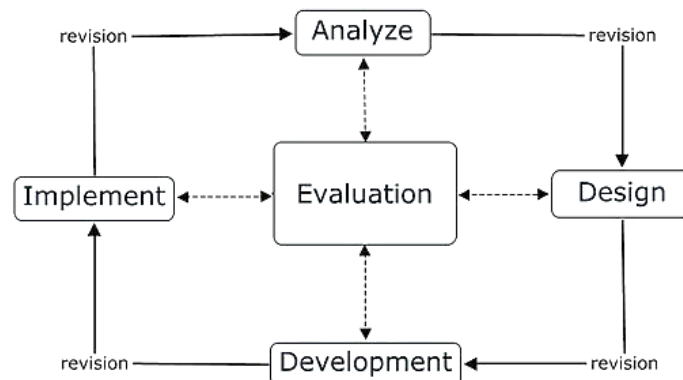 revision
Analyze
revision
Implement
Evaluation
Design
revision
Development
revision